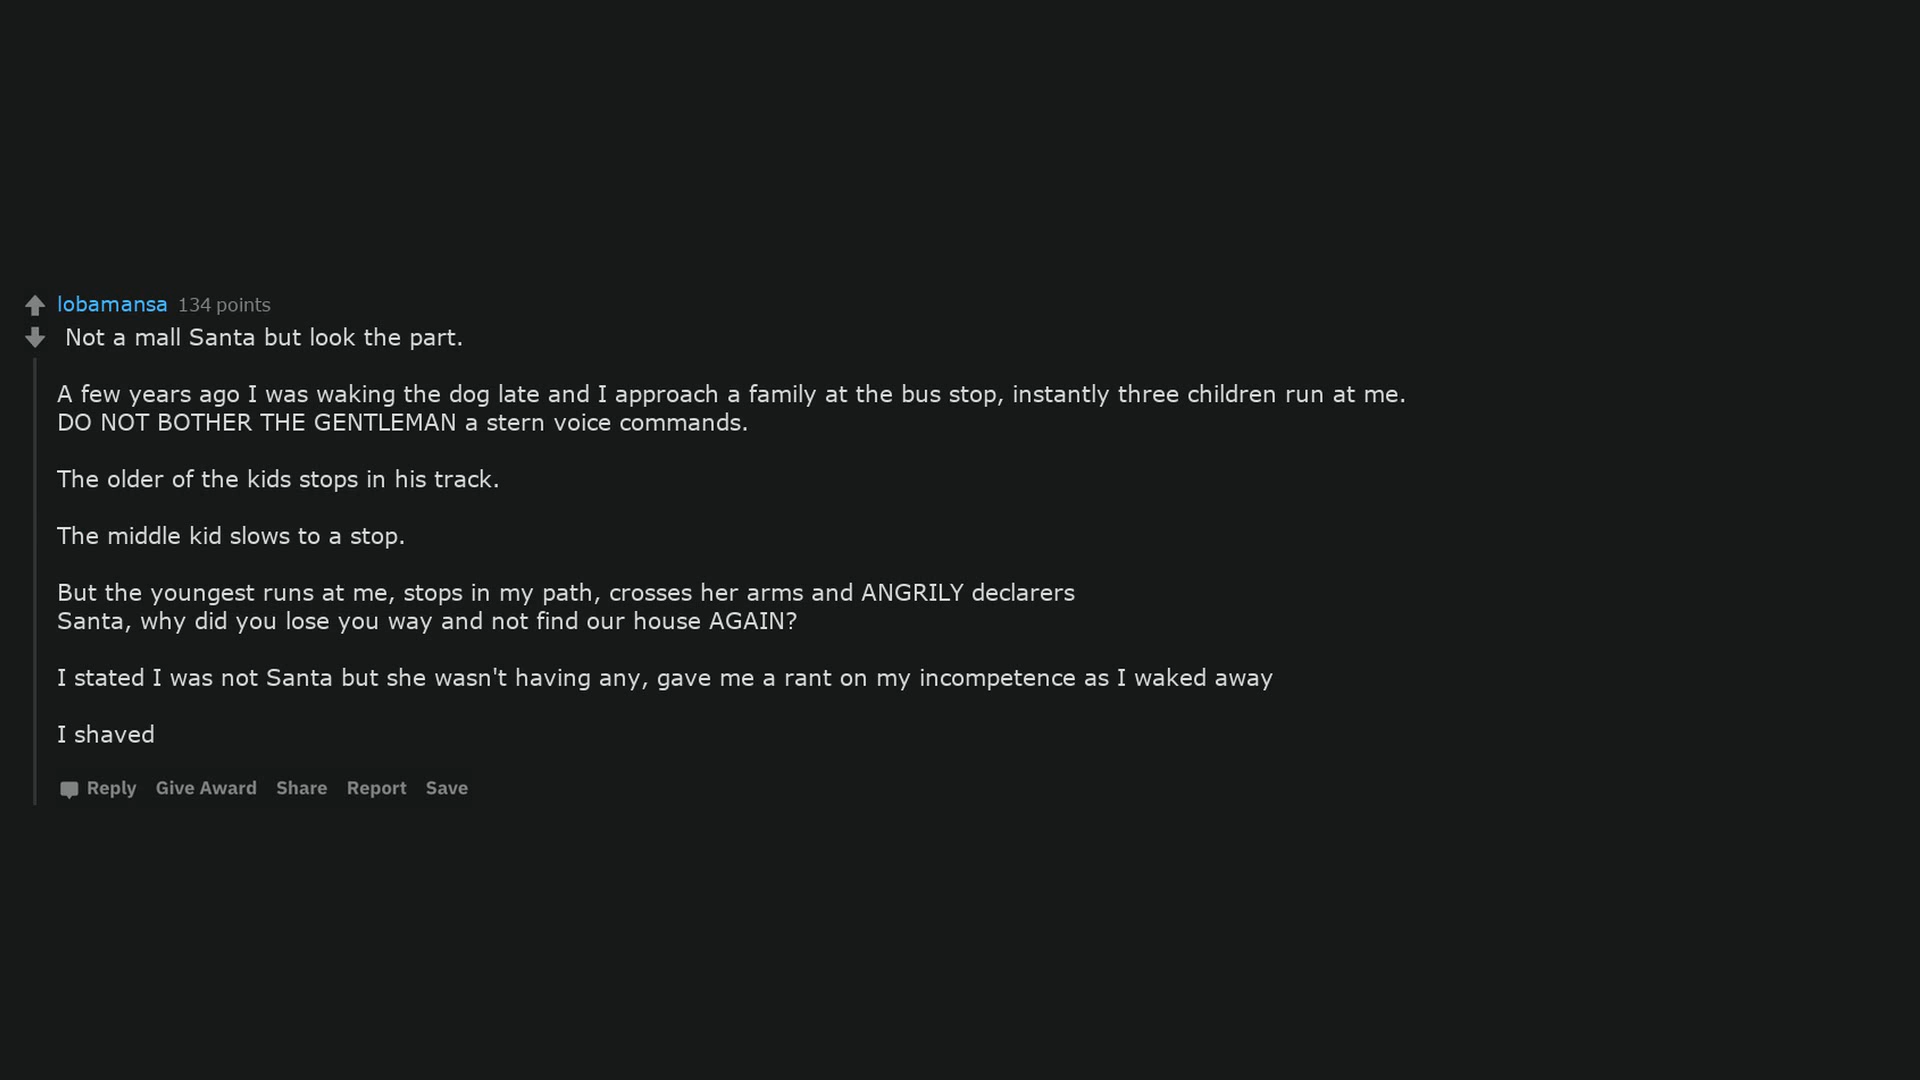 lobamansa 134 points
Not a mall Santa but look the part.
A few years ago I was waking the dog late and I approach a family at the bus stop, instantly three children run at me.
DO NOT BOTHER THE GENTLEMAN a stern voice commands.
The older of the kids stops in his track.
The middle kid slows to a stop.
But the youngest runs at me, stops in my path, crosses her arms and ANGRILY declarers
Santa, why did you lose you way and not find our house AGAIN?
I stated I was not Santa but she wasn't having any, gave me a rant on my incompetence as I waked away
I shaved
Reply Give Award Share Report Save